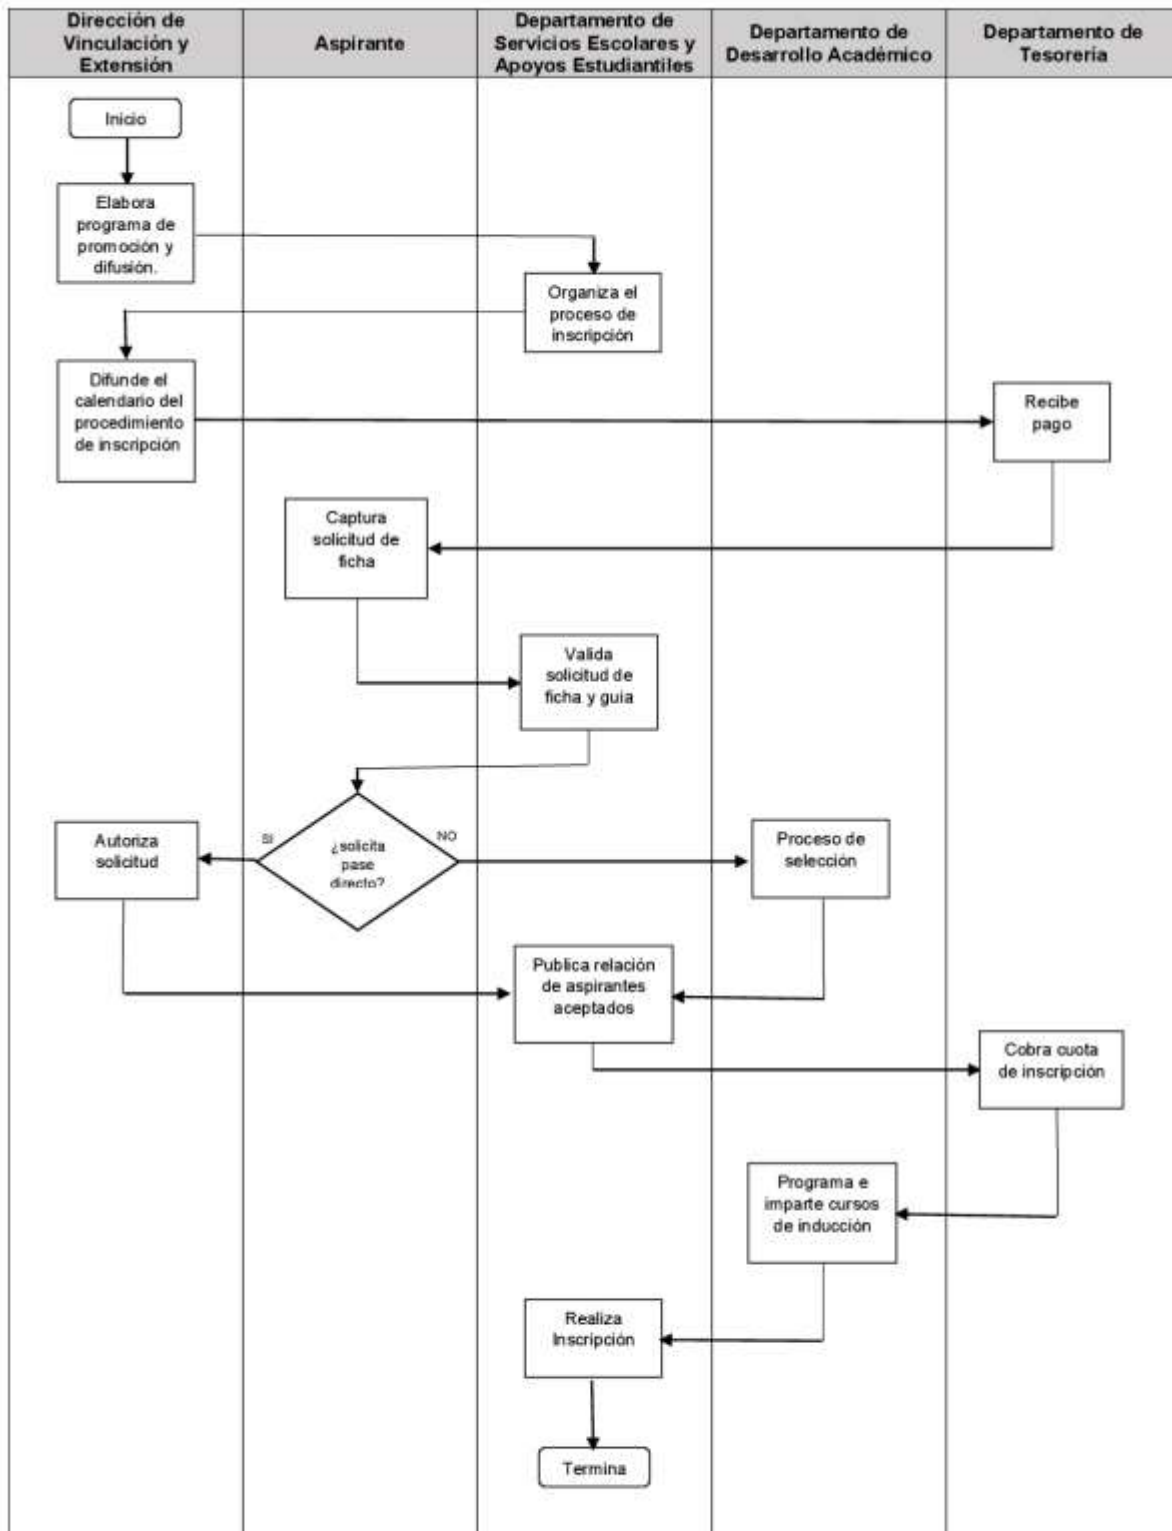 Dirección de
Vinculación y
Extensión
Aspirante
Departamento de
Servicios Escolares y
Apoyos Estudiantiles
Departamento de
Desarrollo Académico
Departamento de
Tesorería
Inicio
Elabora
programa de
promoción y
difusión.
Organiza el
proceso de
inscripción
Difunde el
calendario del
procedimiento
de inscripción
Recibe
pago
Captura
solicitud de
ficha
Valida
solicitud de
ficha y guia
Autoriza
solicitud
SI
¿solicita
pase
directo?
NO
Proceso de
selección
Publica relación
de aspirantes
aceptados
Cobra cuota
de inscripción
Programa e
imparte cursos
de inducción
Realiza
Inscripción
Termina